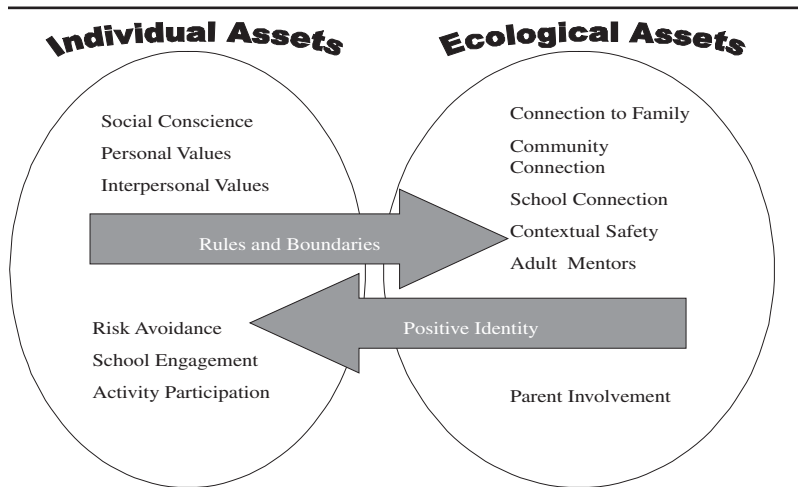 Individual Assets
Social Conscience
Personal Values
Interpersonal Values
Rules and Boundaries
Risk Avoidance
School Engagement
Activity Participation
Ecological Assets
Connection to Family
Community
Connection
School Connection
Contextual Safety
Adult Mentors
Positive Identity
Parent Involvement